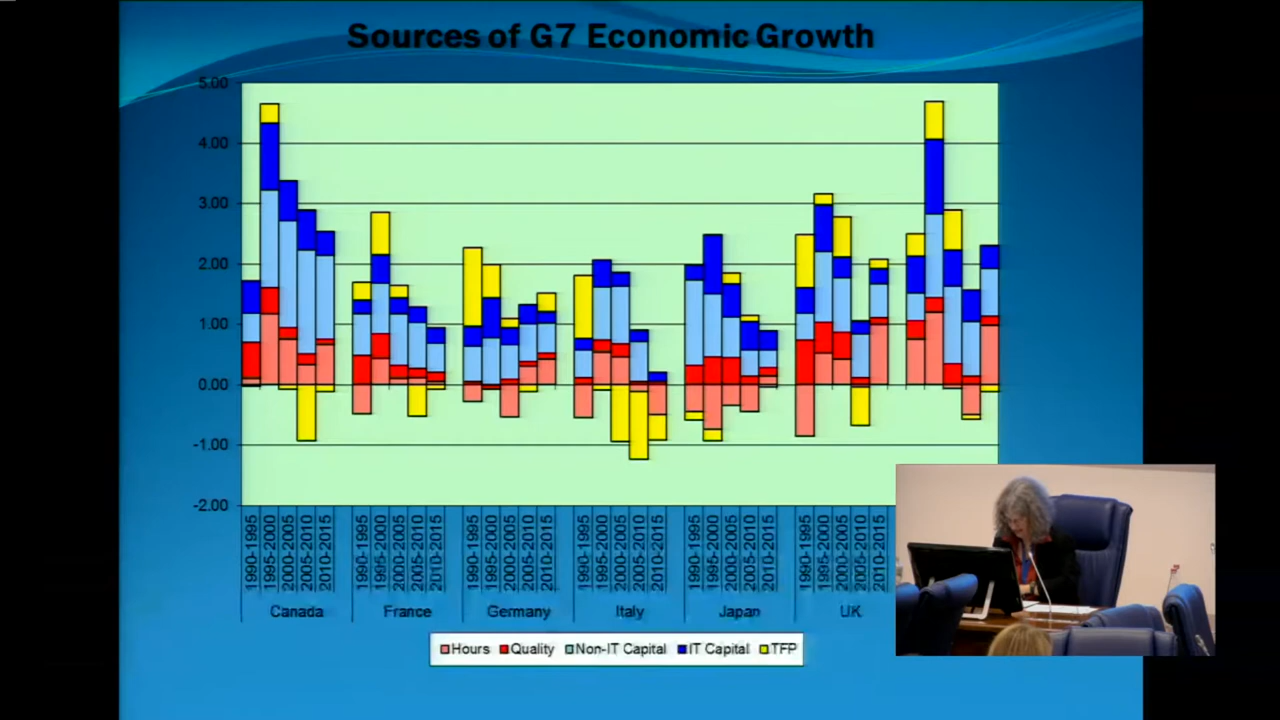 Sources of G7 Economic Growth
5.00
4.00
3.00
2.00
1.00
0.00
-1.00
-2.00
1990-1995 1995-2000 2000-2005 2005-2010 2010-2015 1990-1995 1995-2000 2000-2005 2005-2010 2010-2015 1990-1995 1995-2000 2000-2005 2005-2010 2010-2015 1990-1995 1995-2000 2000-2005 2005-2010 2010-2015 1990-1995 1995-2000 2000-2005 2005-2010 2010-2015 1990-1995 1995-2000 2000-2005 2005-2010 2010-2015
Canada France Germany Italy Japan UK
Hours Quality Non-IT Capital IT Capital TFP